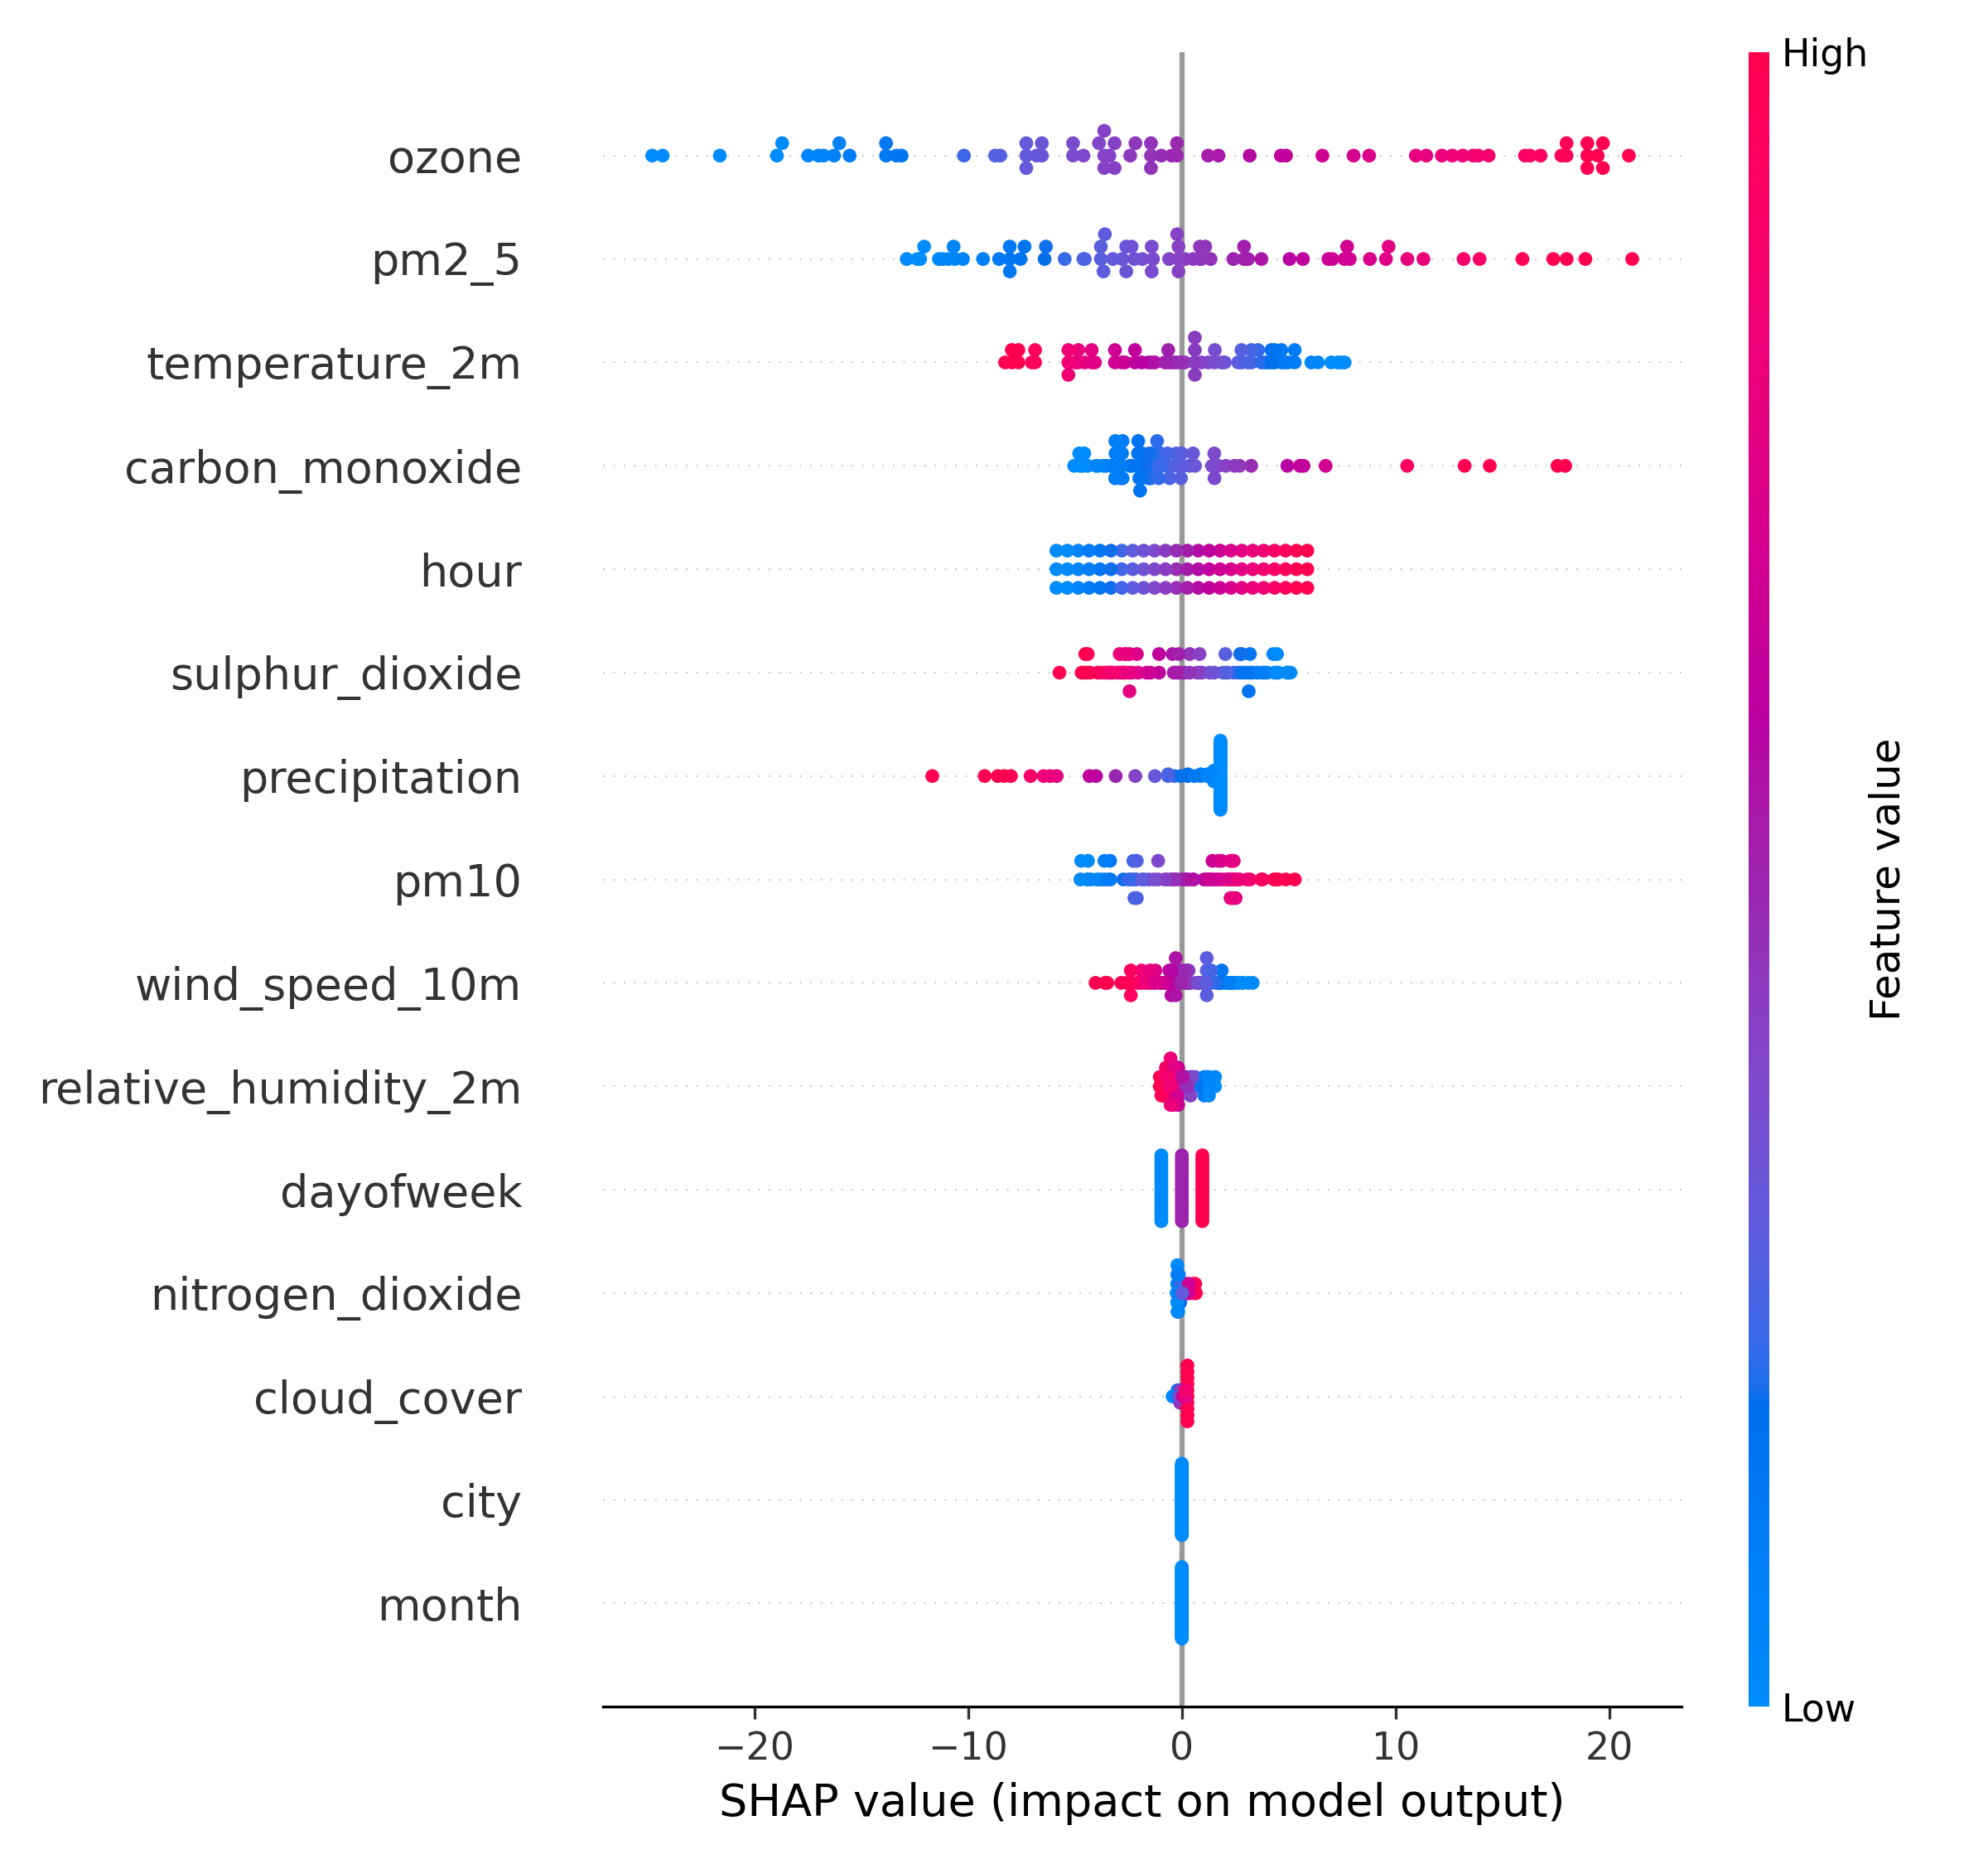 High
ozone
pm2_5
temperature_2m
carbon_monoxide
hour
sulphur_dioxide
precipitation
pm10
wind_speed_10m
relative_humidity_2m
dayofweek
nitrogen_dioxide
cloud_cover
city
month
Feature value
Low
−20 −10 0 10 20
SHAP value (impact on model output)